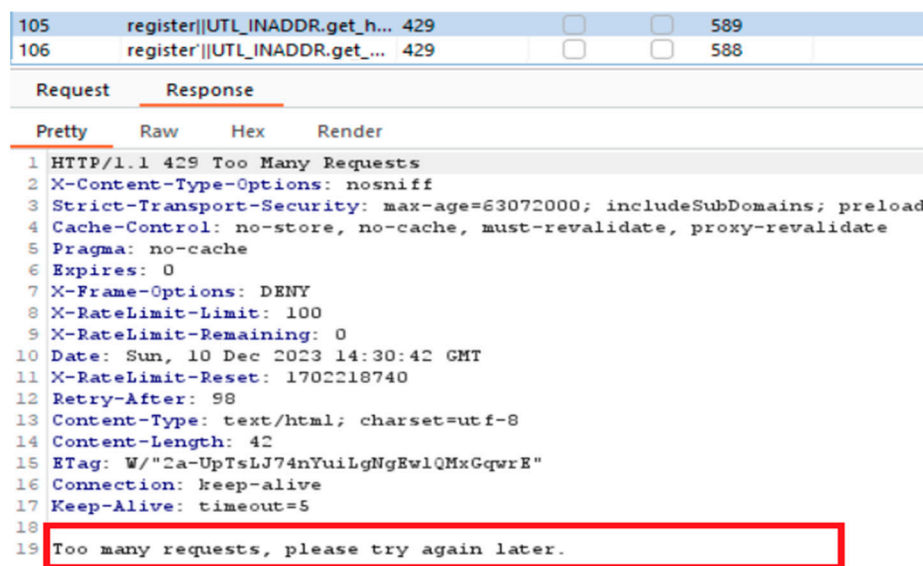 105 register||UTL_INADDR.get_h... 429 589
106 register'||UTL_INADDR.get_... 429 588
Request Response
Pretty Raw Hex Render
1 HTTP/1.1 429 Too Many Requests
2 X-Content-Type-Options: nosniff
3 Strict-Transport-Security: max-age=63072000; includeSubDomains; preload
4 Cache-Control: no-store, no-cache, must-revalidate, proxy-revalidate
5 Pragma: no-cache
6 Expires: 0
7 X-Frame-Options: DENY
8 X-RateLimit-Limit: 100
9 X-RateLimit-Remaining: 0
10 Date: Sun, 10 Dec 2023 14:30:42 GMT
11 X-RateLimit-Reset: 1702218740
12 Retry-After: 98
13 Content-Type: text/html; charset=utf-8
14 Content-Length: 42
15 ETag: W/"2a-UpTsLJ74nYuiLgNgEwlQMxGqwrE"
16 Connection: keep-alive
17 Keep-Alive: timeout=5
18
19 Too many requests, please try again later.